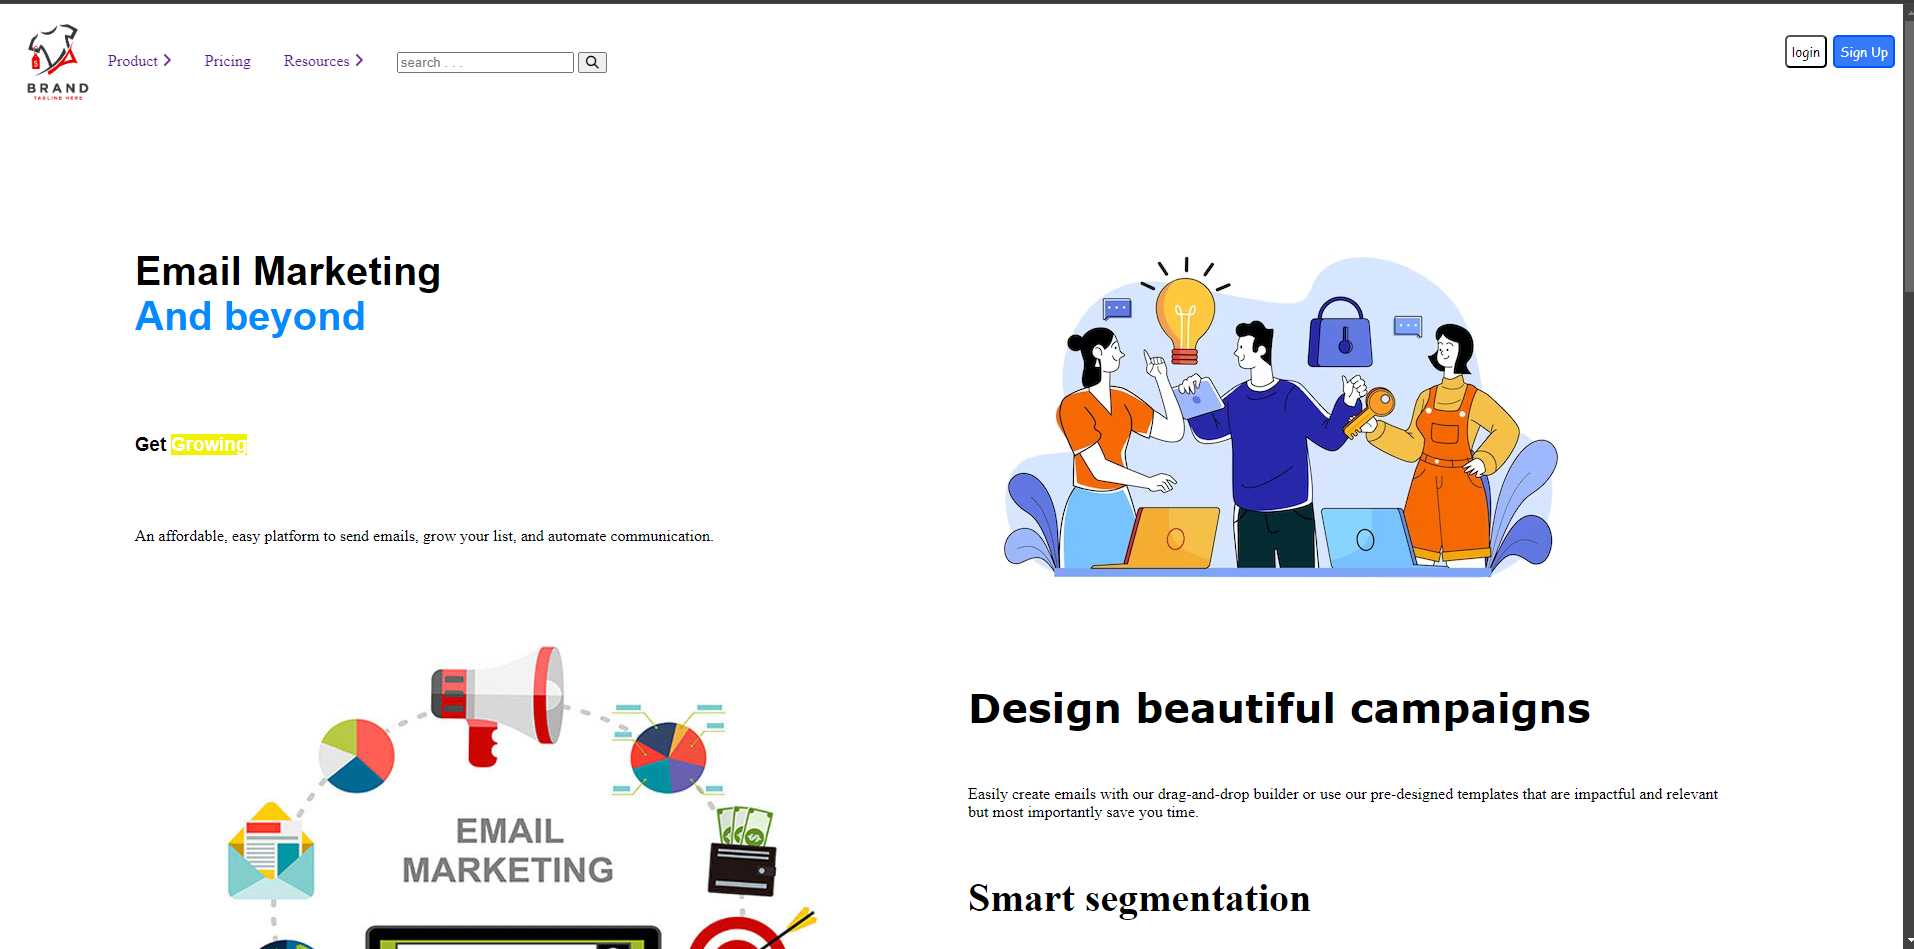 BRAND
TAGLINE HERE
Product
Pricing
Resources
search . . .
login
Sign Up
Email Marketing
And beyond
Get Growing
An affordable, easy platform to send emails, grow your list, and automate communication.
EMAIL
MARKETING
$
Design beautiful campaigns
Easily create emails with our drag-and-drop builder or use our pre-designed templates that are impactful and relevant
but most importantly save you time.
Smart segmentation